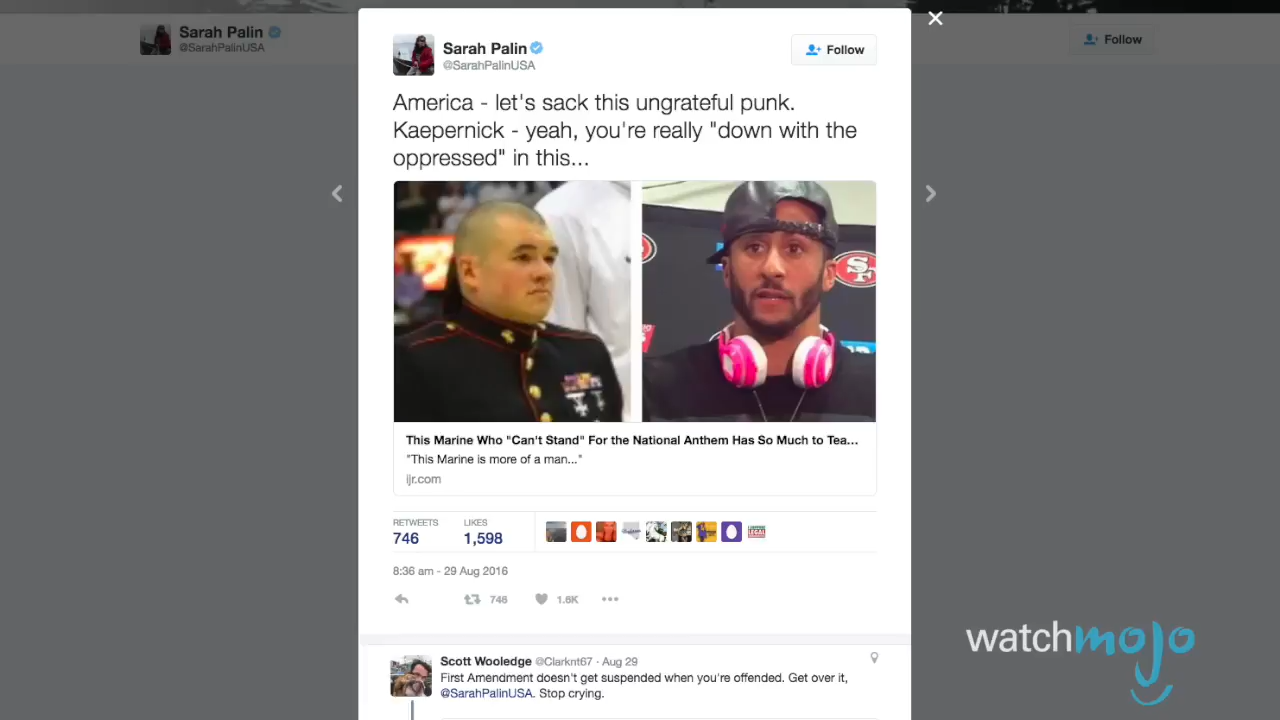 Sarah Palin
@SarahPalinUSA
Follow
Sarah Palin
@SarahPalinUSA
Follow
America - let's sack this ungrateful punk.
Kaepernick - yeah, you're really "down with the
oppressed" in this...
SF
This Marine Who "Can't Stand" For the National Anthem Has So Much to Tea...
"This Marine is more of a man..."
ijr.com
RETWEETS LIKES
746 1,598
8:36 am - 29 Aug 2016
746 1.6K
Scott Wooledge @Clarknt67 · Aug 29
First Amendment doesn't get suspended when you're offended. Get over it,
@SarahPalinUSA. Stop crying.
watchmojo